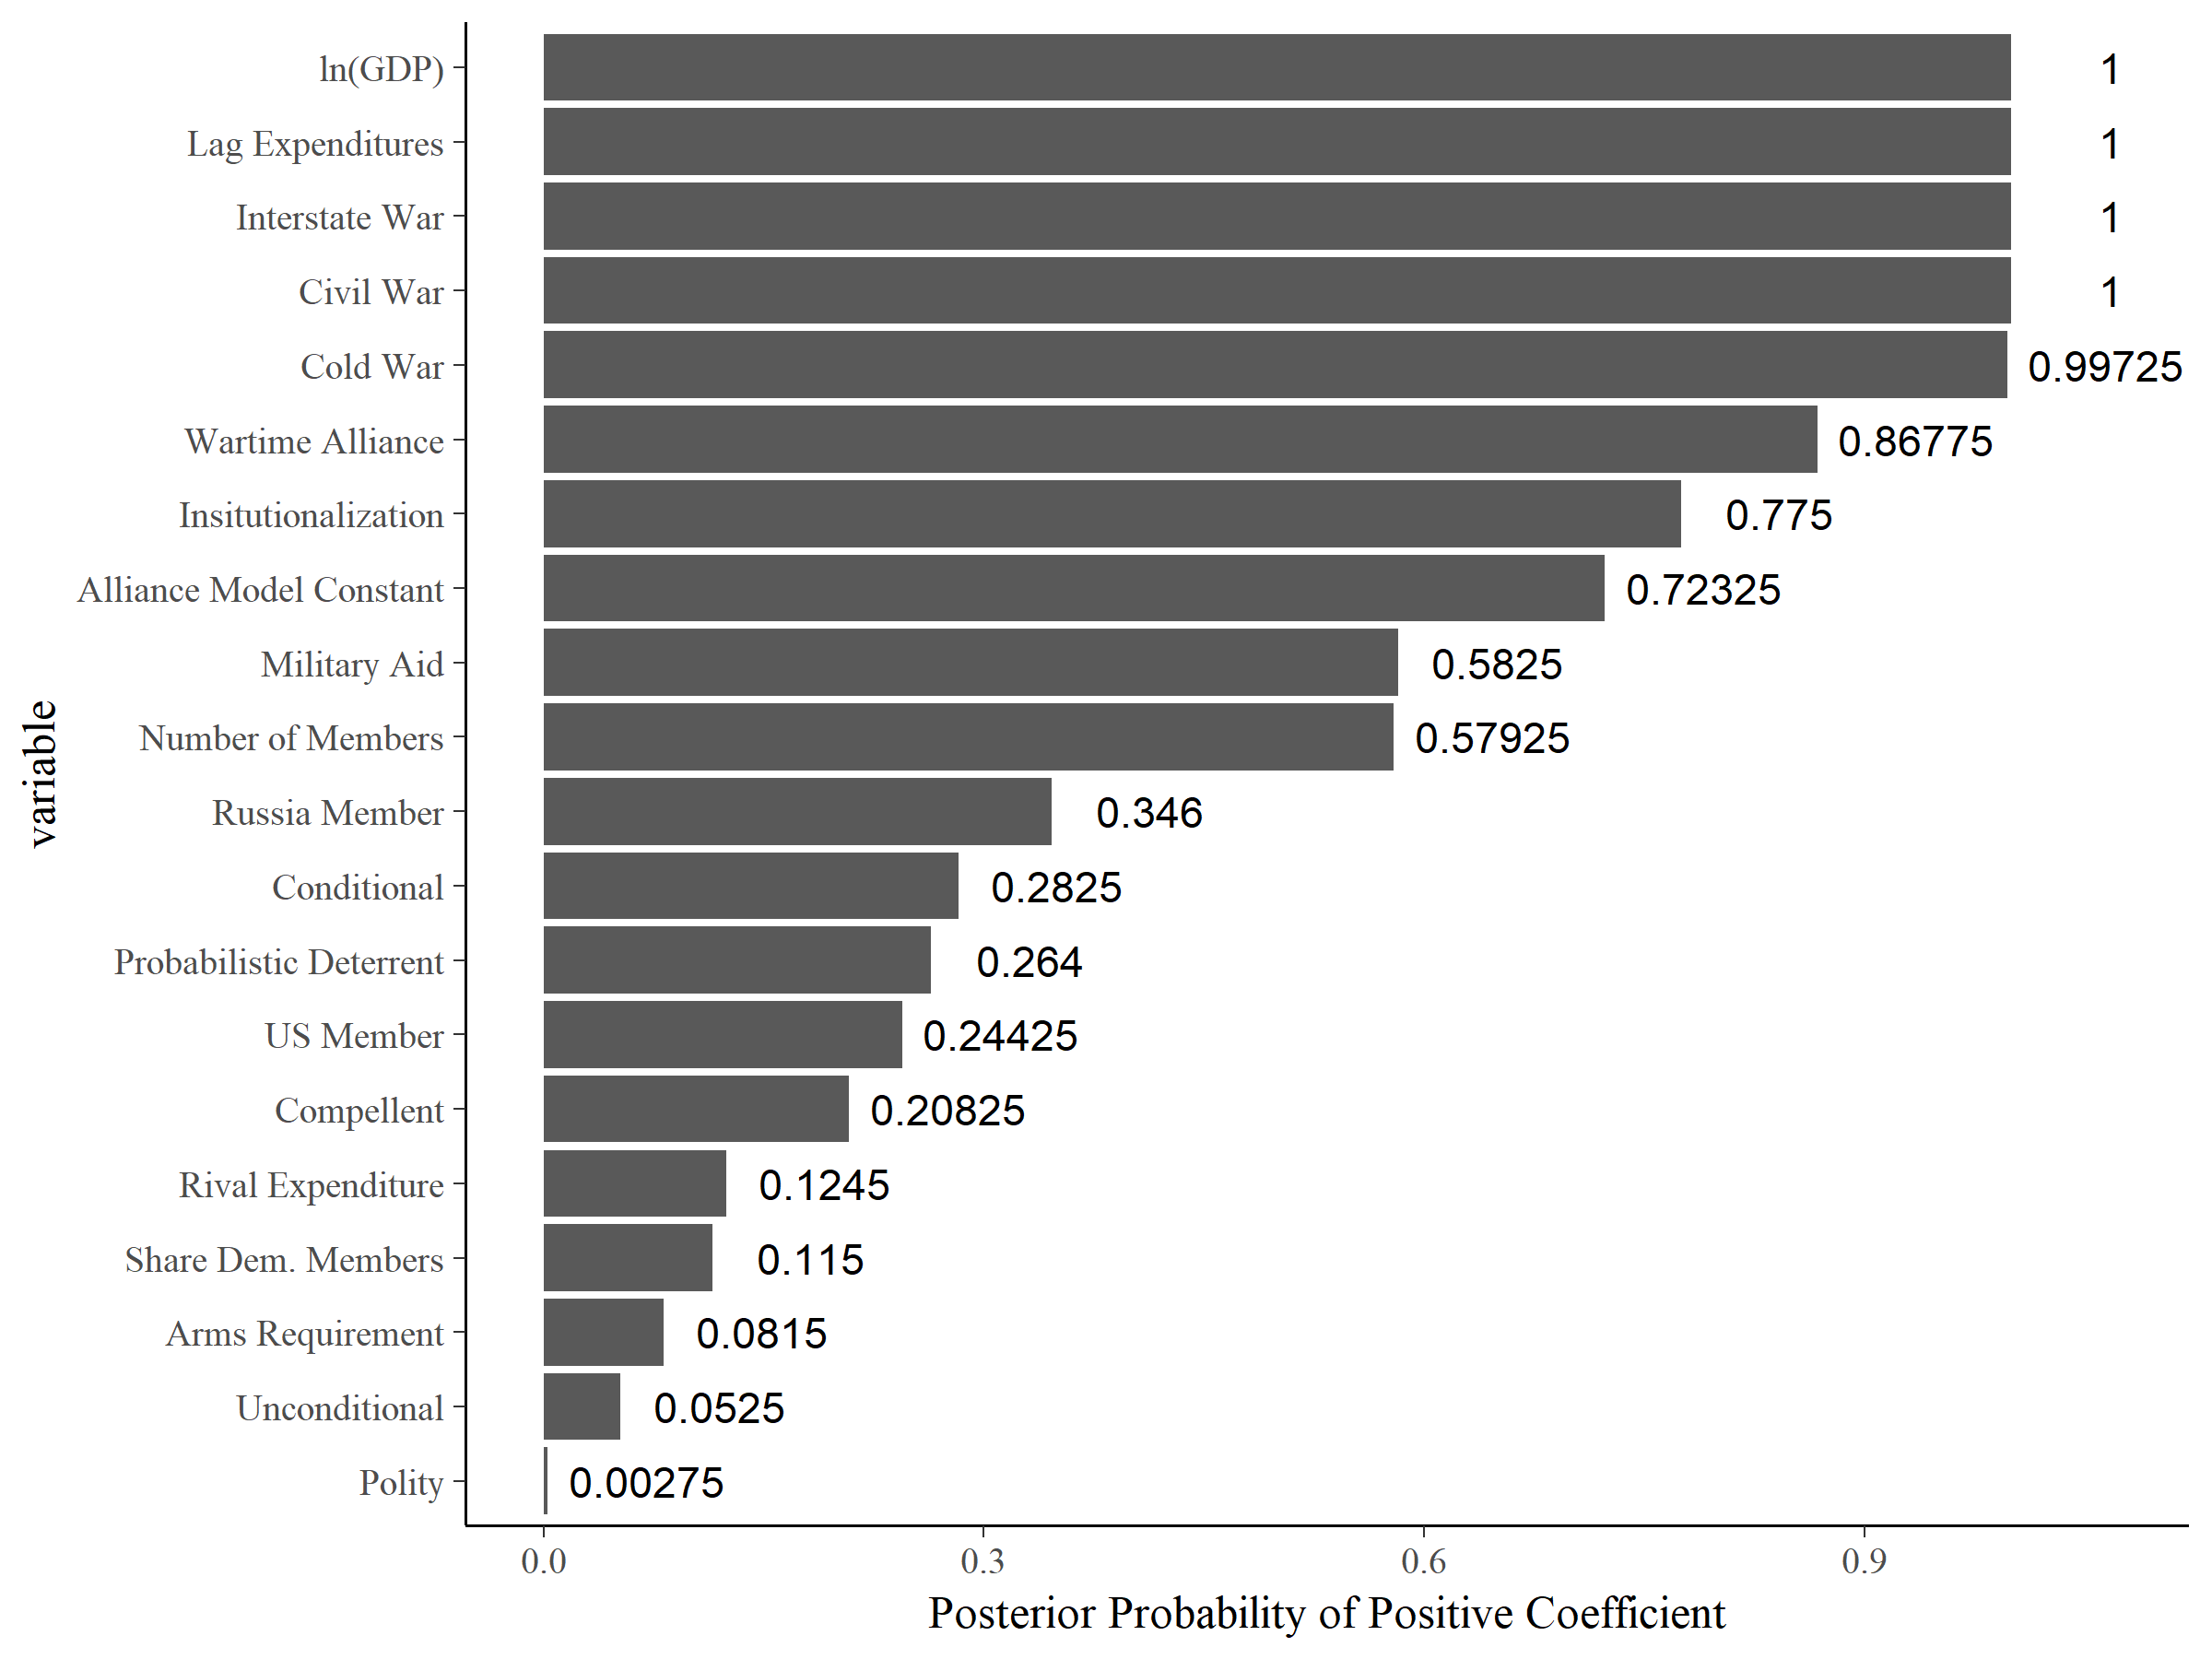 ln(GDP) 1
Lag Expenditures 1
Interstate War 1
Civil War 1
Cold War 0.99725
Wartime Alliance 0.86775
Insitutionalization 0.775
Alliance Model Constant 0.72325
Military Aid 0.5825
Number of Members 0.57925
Russia Member 0.346
Conditional 0.2825
Probabilistic Deterrent 0.264
US Member 0.24425
Compellent 0.20825
Rival Expenditure 0.1245
Share Dem. Members 0.115
Arms Requirement 0.0815
Unconditional 0.0525
Polity 0.00275
variable
0.0 0.3 0.6 0.9
Posterior Probability of Positive Coefficient